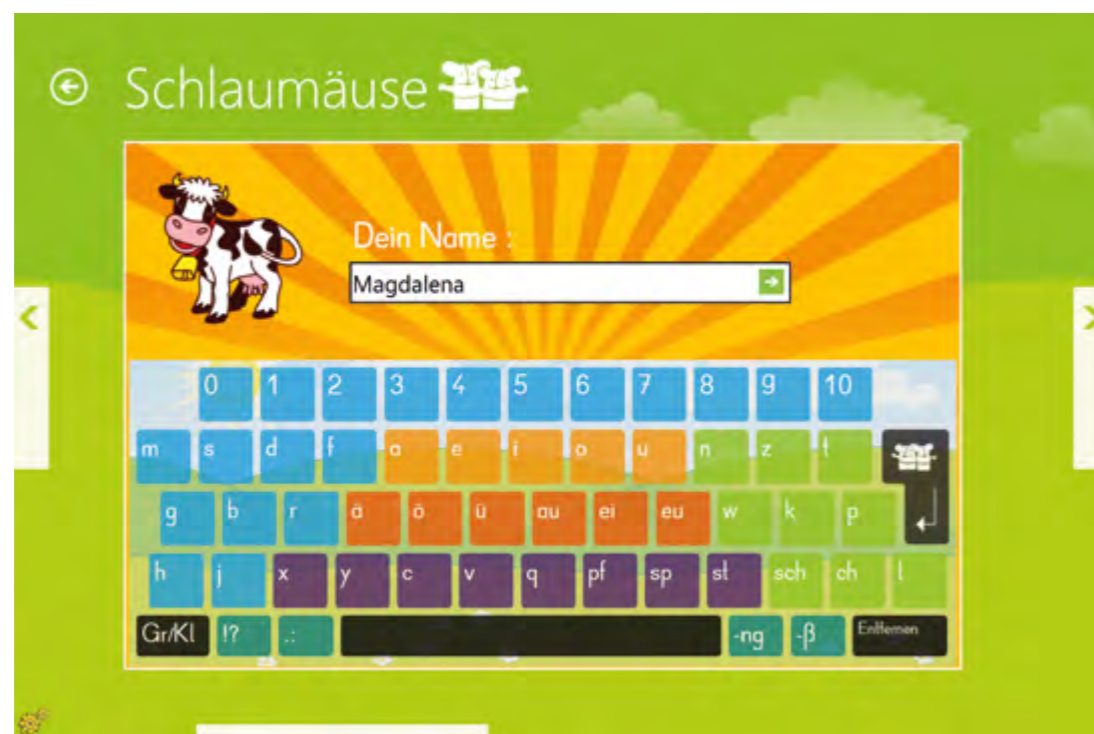 Schlaumäuse
Dein Name :
Magdalena
0 1 2 3 4 5 6 7 8 9 10
m s d f a e i o u n z t
g b r ä ö ü au ei eu w k p
h j x y c v q pf sp st sch ch l
Gr/Kl !? .: -ng -β Entfernen